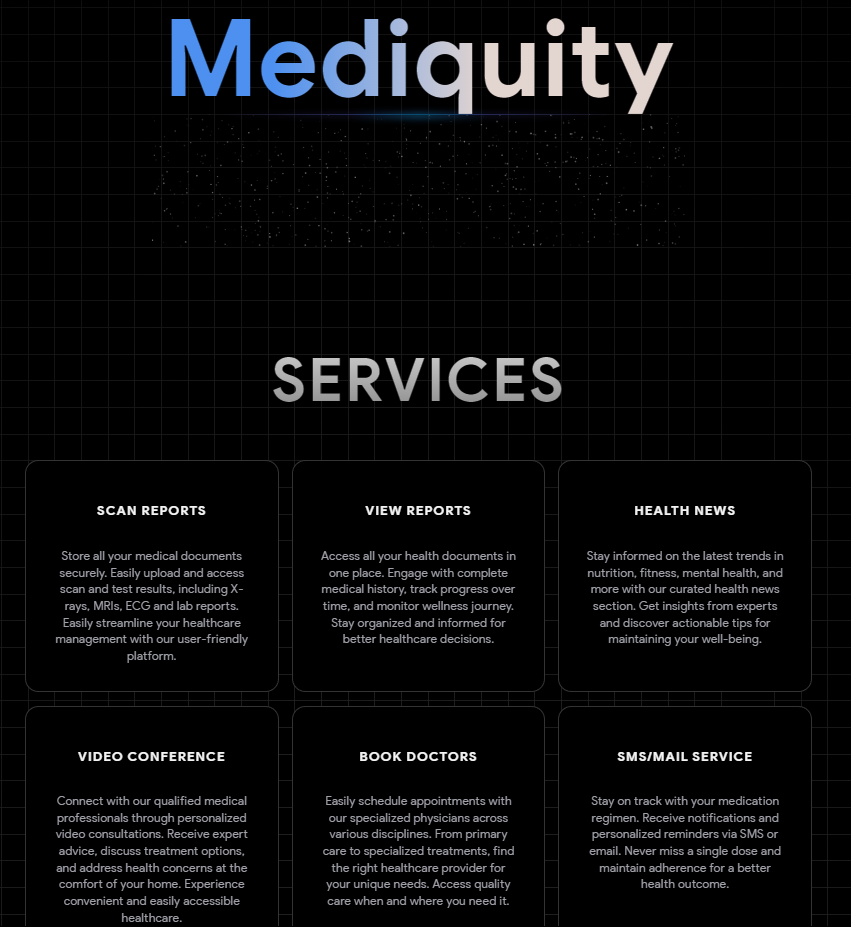 Mediquity
SERVICES
SCAN REPORTS
Store all your medical documents
securely. Easily upload and access
scan and test results, including X-
rays, MRIs, ECG and lab reports.
Easily streamline your healthcare
management with our user-friendly
platform.
VIEW REPORTS
Access all your health documents in
one place. Engage with complete
medical history, track progress over
time, and monitor wellness journey.
Stay organized and informed for
better healthcare decisions.
HEALTH NEWS
Stay informed on the latest trends in
nutrition, fitness, mental health, and
more with our curated health news
section. Get insights from experts
and discover actionable tips for
maintaining your well-being.
VIDEO CONFERENCE
Connect with our qualified medical
professionals through personalized
video consultations. Receive expert
advice, discuss treatment options,
and address health concerns at the
comfort of your home. Experience
convenient and easily accessible
healthcare.
BOOK DOCTORS
Easily schedule appointments with
our specialized physicians across
various disciplines. From primary
care to specialized treatments, find
the right healthcare provider for
your unique needs. Access quality
care when and where you need it.
SMS/MAIL SERVICE
Stay on track with your medication
regimen. Receive notifications and
personalized reminders via SMS or
email. Never miss a single dose and
maintain adherence for a better
health outcome.